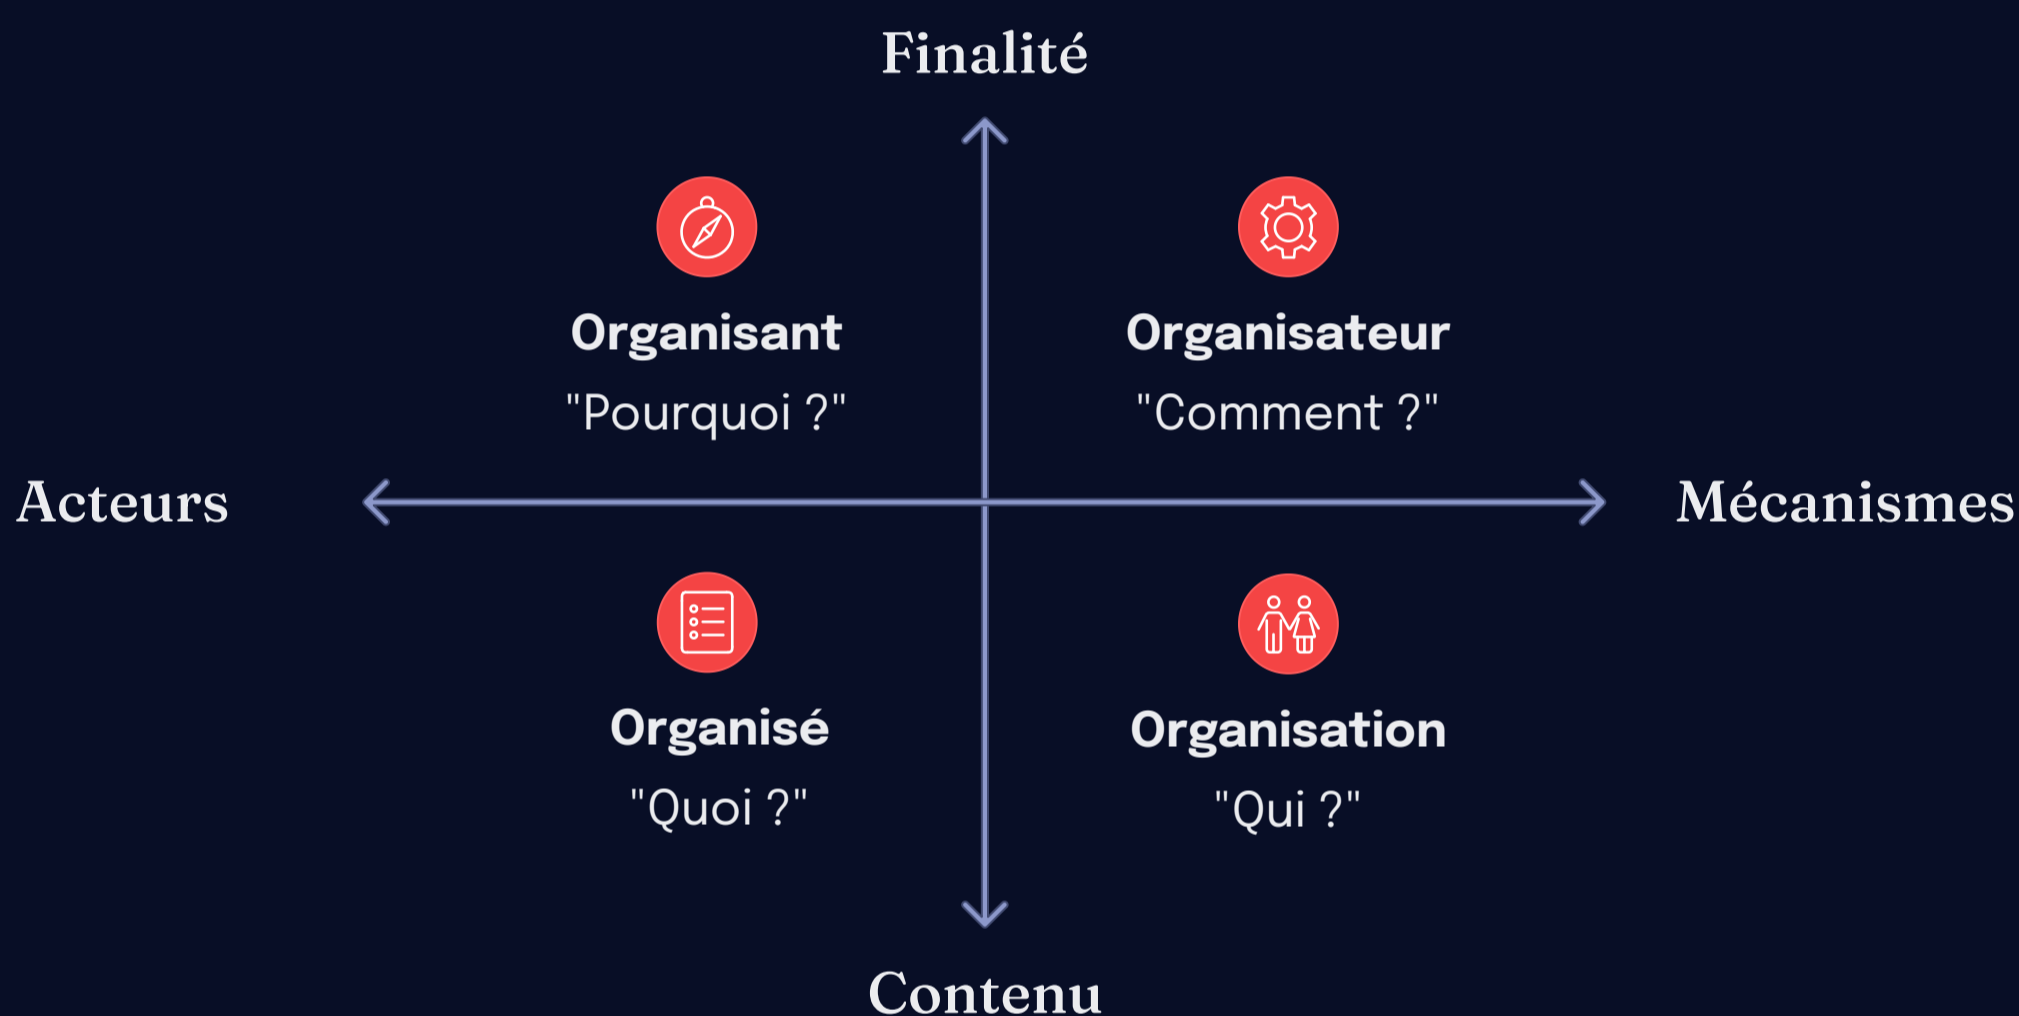 Finalité
Organisant
Organisateur
"Pourquoi ?"
"Comment ?"
Acteurs
Mécanismes
Organisé
Organisation
"Quoi ?"
"Qui ?"
Contenu